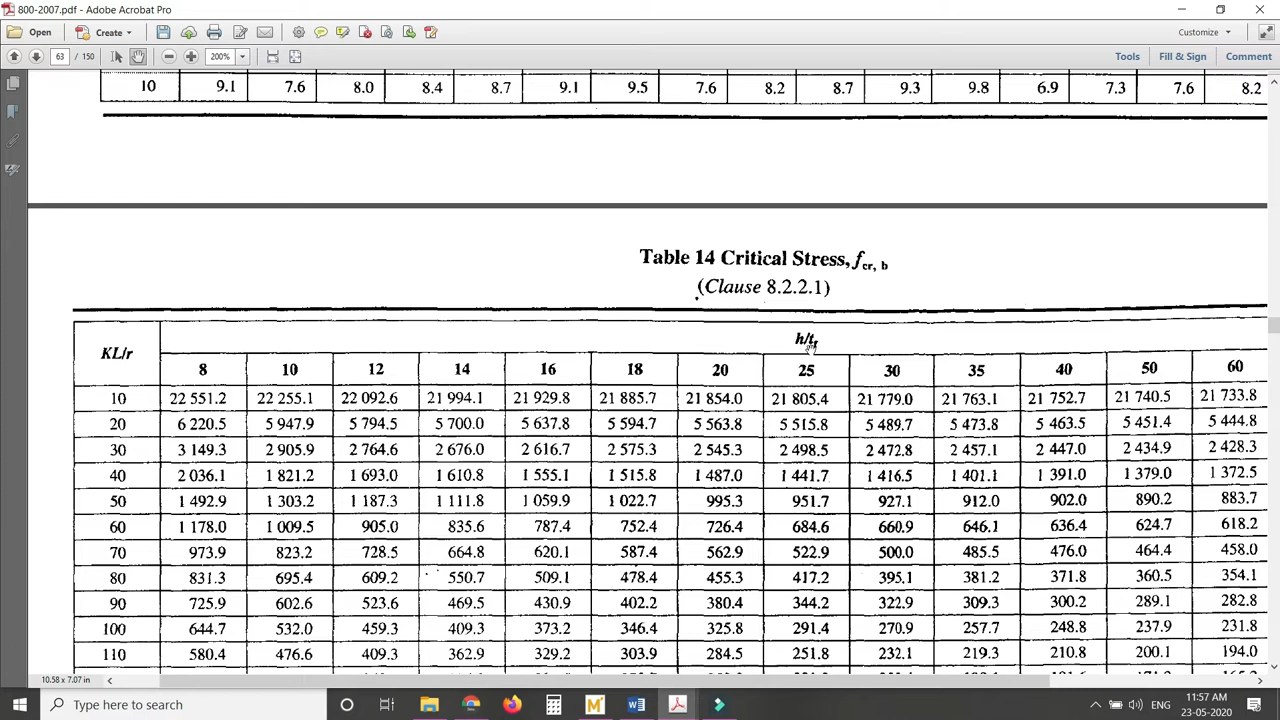 800-2007.pdf - Adobe Acrobat Pro
Open Create Customize
63 / 150 200% Tools Fill & Sign Comment
10 9.1 7.6 8.0 8.4 8.7 9.1 9.5 7.6 8.2 8.7 9.3 9.8 6.9 7.3 7.6 8.2
Table 14 Critical Stress, fcr, b
(Clause 8.2.2.1)
KL/r h/tf
8 10 12 14 16 18 20 25 30 35 40 50 60
10 22 551.2 22 255.1 22 092.6 21 994.1 21 929.8 21 885.7 21 854.0 21 805.4 21 779.0 21 763.1 21 752.7 21 740.5 21 733.8
20 6 220.5 5 947.9 5 794.5 5 700.0 5 637.8 5 594.7 5 563.8 5 515.8 5 489.7 5 473.8 5 463.5 5 451.4 5 444.8
30 3 149.3 2 905.9 2 764.6 2 676.0 2 616.7 2 575.3 2 545.3 2 498.5 2 472.8 2 457.1 2 447.0 2 434.9 2 428.3
40 2 036.1 1 821.2 1 693.0 1 610.8 1 555.1 1 515.8 1 487.0 1 441.7 1 416.5 1 401.1 1 391.0 1 379.0 1 372.5
50 1 492.9 1 303.2 1 187.3 1 111.8 1 059.9 1 022.7 995.3 951.7 927.1 912.0 902.0 890.2 883.7
60 1 178.0 1 009.5 905.0 835.6 787.4 752.4 726.4 684.6 660.9 646.1 636.4 624.7 618.2
70 973.9 823.2 728.5 664.8 620.1 587.4 562.9 522.9 500.0 485.5 476.0 464.4 458.0
80 831.3 695.4 609.2 550.7 509.1 478.4 455.3 417.2 395.1 381.2 371.8 360.5 354.1
90 725.9 602.6 523.6 469.5 430.9 402.2 380.4 344.2 322.9 309.3 300.2 289.1 282.8
100 644.7 532.0 459.3 409.3 373.2 346.4 325.8 291.4 270.9 257.7 248.8 237.9 231.8
110 580.4 476.6 409.3 362.9 329.2 303.9 284.5 251.8 232.1 219.3 210.8 200.1 194.0
10.58 x 7.07 in
Type here to search ENG 11:57 AM
23-05-2020